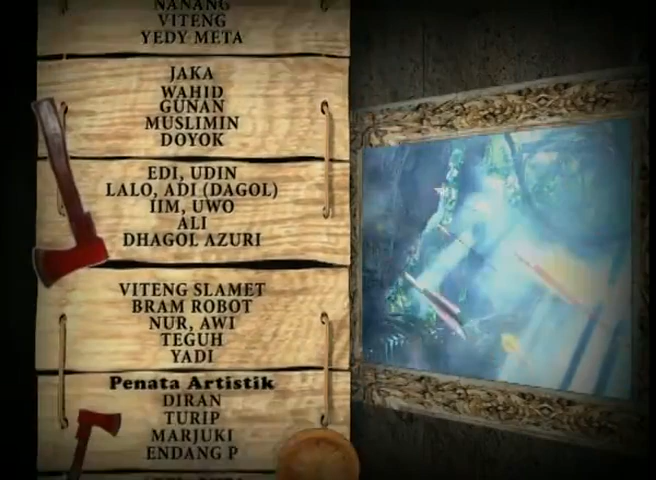 NANANG
VITENG
YEDY META
JAKA
WAHID
GUNAN
MUSLIMIN
DOYOK
EDI, UDIN
LALO, ADI (DAGOL)
IIM, UWO
ALI
DHAGOL AZURI
VITENG SLAMET
BRAM ROBOT
NUR, AWI
TEGUH
YADI
Penata Artistik
DIRAN
TURIP
MARJUKI
ENDANG P